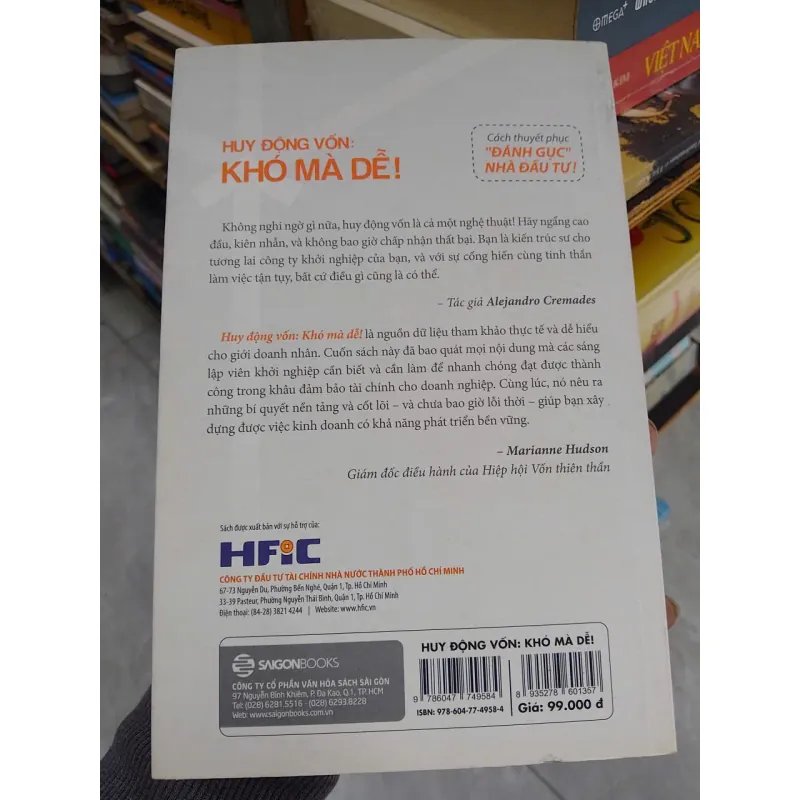 OMEGA+
KIM
VIỆT NA
HUY ĐỘNG VỐN:
KHÓ MÀ DỄ!
Cách thuyết phục
"ĐÁNH GỤC"
NHÀ ĐẦU TƯ!
Không nghi ngờ gì nữa, huy động vốn là cả một nghệ thuật! Hãy ngẩng cao
đầu, kiên nhẫn, và không bao giờ chấp nhận thất bại. Bạn là kiến trúc sư cho
tương lai công ty khởi nghiệp của bạn, và với sự cống hiến cùng tinh thần
làm việc tận tụy, bất cứ điều gì cũng là có thể.
– Tác giả Alejandro Cremades
Huy động vốn: Khó mà dễ! là nguồn dữ liệu tham khảo thực tế và dễ hiểu
cho giới doanh nhân. Cuốn sách này đã bao quát mọi nội dung mà các sáng
lập viên khởi nghiệp cần biết và cần làm để nhanh chóng đạt được thành
công trong khâu đảm bảo tài chính cho doanh nghiệp. Cùng lúc, nó nêu ra
những bí quyết nền tảng và cốt lõi – và chưa bao giờ lỗi thời – giúp bạn xây
dựng được việc kinh doanh có khả năng phát triển bền vững.
– Marianne Hudson
Giám đốc điều hành của Hiệp hội Vốn thiên thần
Sách được xuất bản với sự hỗ trợ của:
HFIC
CÔNG TY ĐẦU TƯ TÀI CHÍNH NHÀ NƯỚC THÀNH PHỐ HỒ CHÍ MINH
67-73 Nguyễn Du, Phường Bến Nghé, Quận 1, Tp. Hồ Chí Minh
33-39 Pasteur, Phường Nguyễn Thái Bình, Quận 1, Tp. Hồ Chí Minh
Điện thoại: (84-28) 3821 4244 | Website: www.hfic.vn
SAIGONBOOKS
CÔNG TY CỔ PHẦN VĂN HÓA SÁCH SÀI GÒN
97 Nguyễn Bỉnh Khiêm, P. Đa Kao, Q.1, TP.HCM
Tel: (028) 6281.5516 - (028) 6293.8228
Web: www.saigonbooks.com.vn
HUY ĐỘNG VỐN: KHÓ MÀ DỄ!
9 786047 749584
8 935278 601357
ISBN: 978-604-77-4958-4
Giá: 99.000 đ